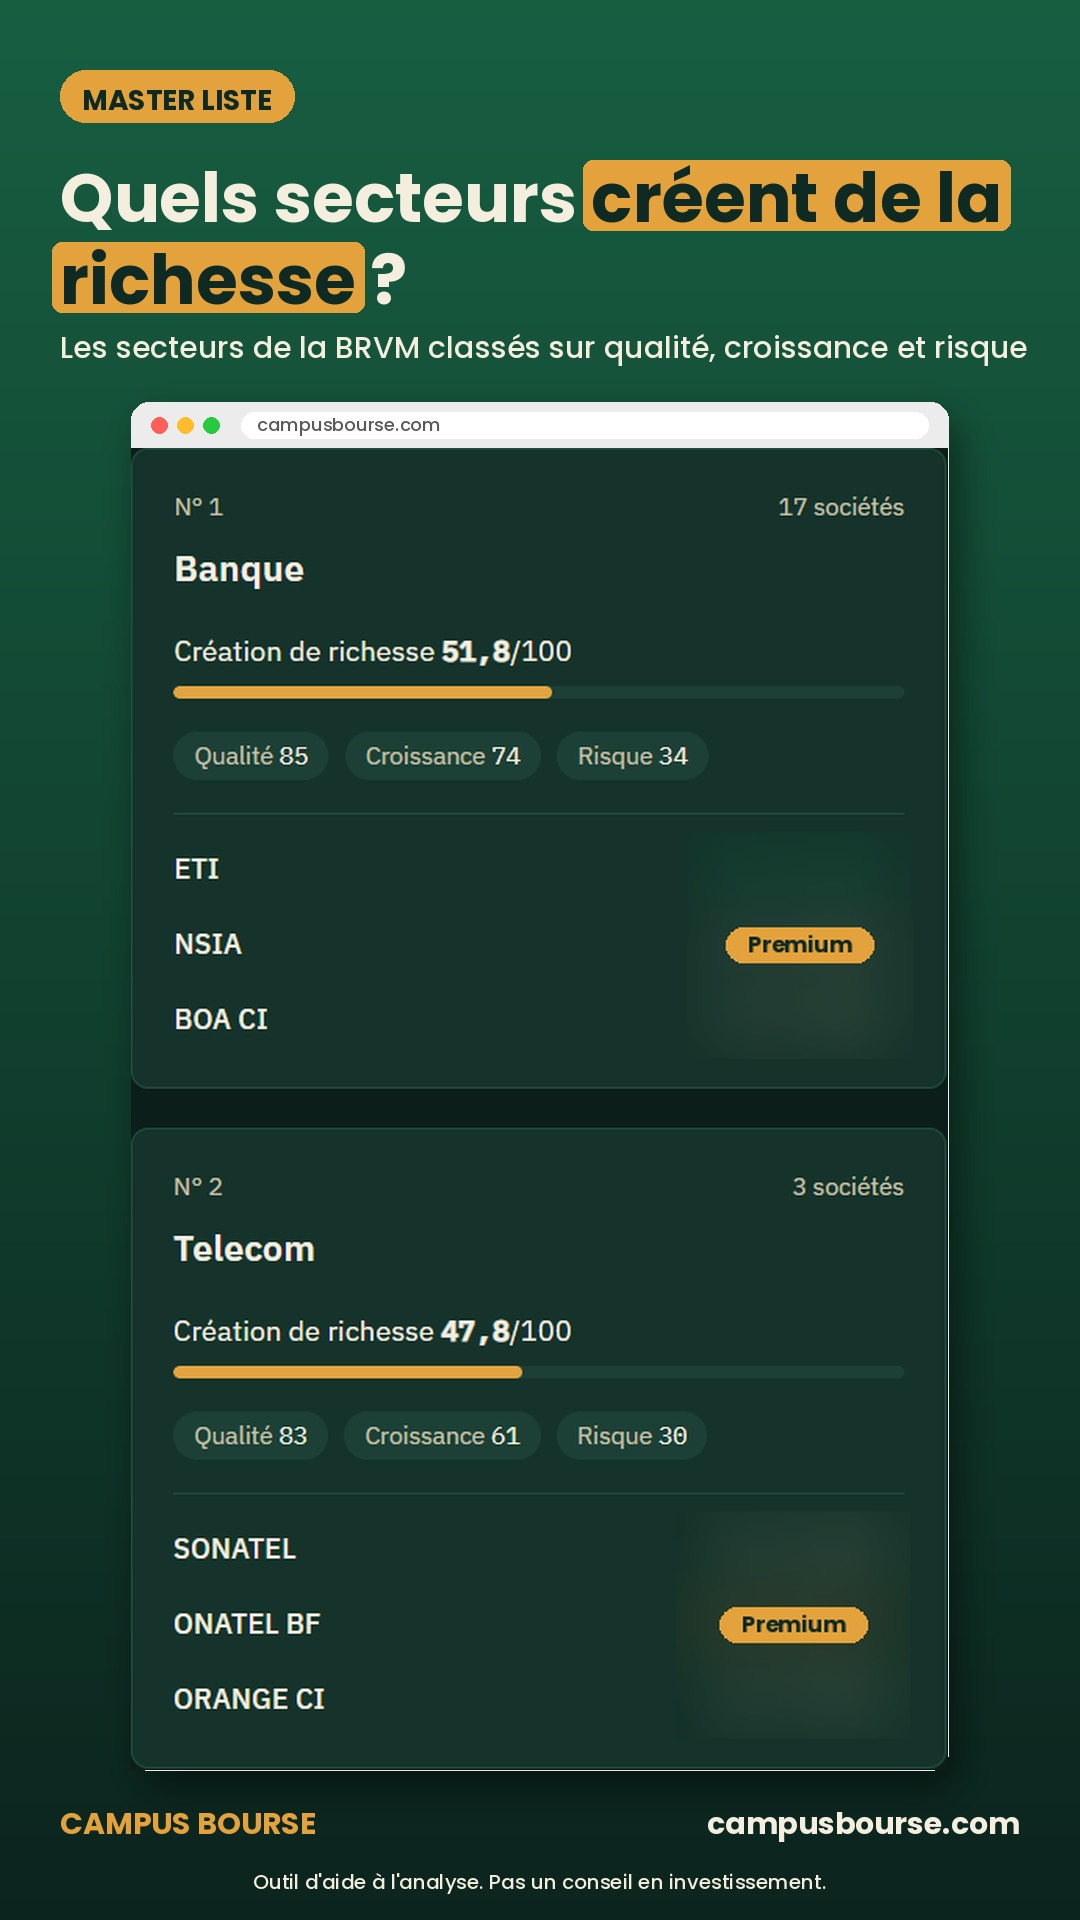 MASTER LISTE
Quels secteurs créent de la
richesse ?
Les secteurs de la BRVM classés sur qualité, croissance et risque
campusbourse.com
N° 1 17 sociétés
Banque
Création de richesse 51,8/100
Qualité 85 Croissance 74 Risque 34
ETI
NSIA
Premium
BOA CI
N° 2 3 sociétés
Telecom
Création de richesse 47,8/100
Qualité 83 Croissance 61 Risque 30
SONATEL
ONATEL BF
Premium
ORANGE CI
CAMPUS BOURSE campusbourse.com
Outil d'aide à l'analyse. Pas un conseil en investissement.